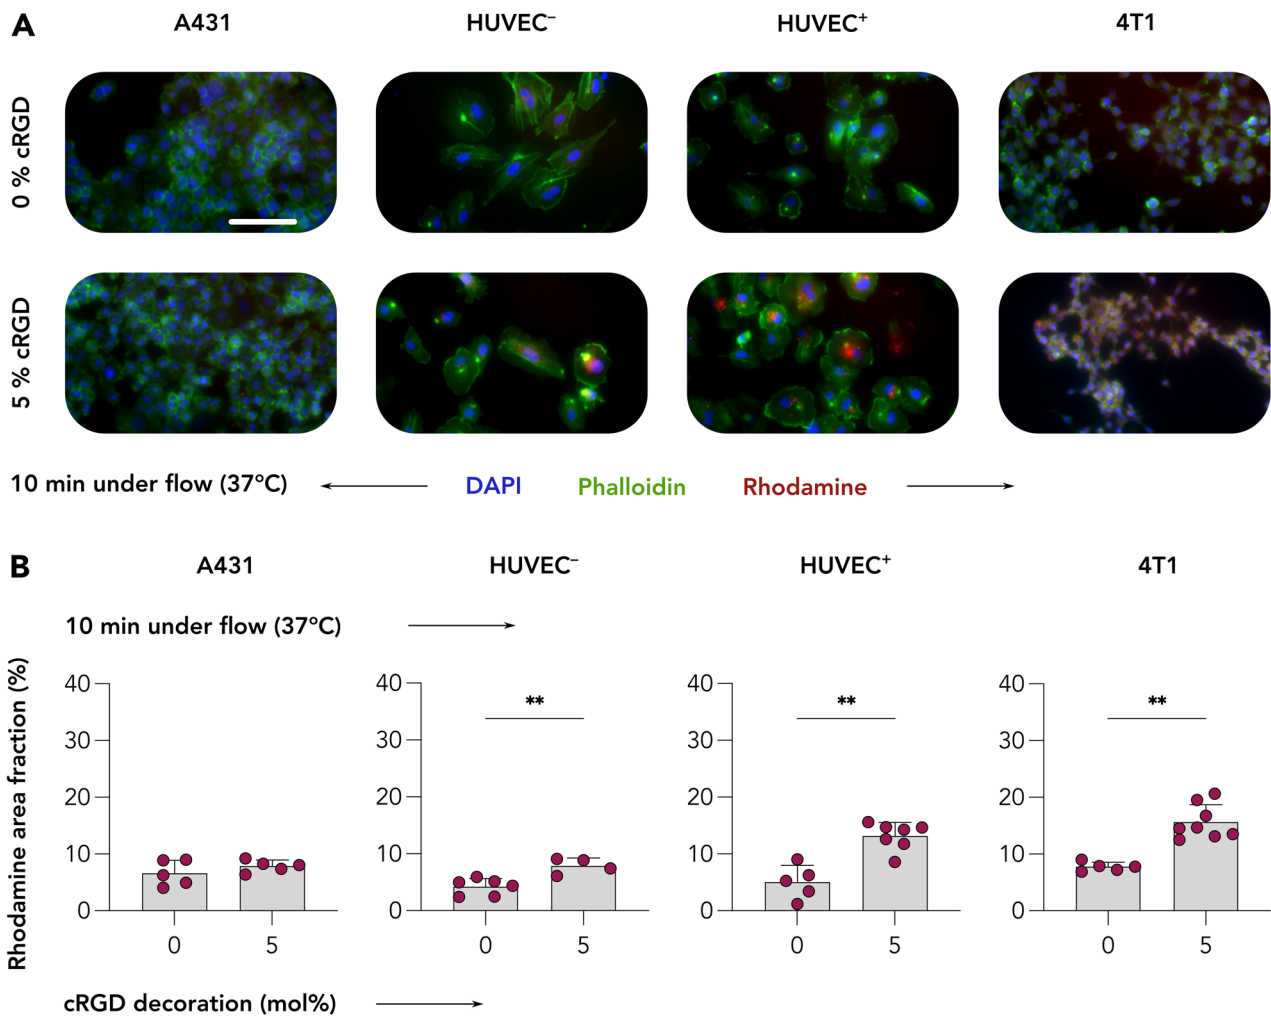 A
A431
HUVEC⁻
HUVEC⁺
4T1
0 % cRGD
5 % cRGD
10 min under flow (37°C)
DAPI
Phalloidin
Rhodamine
B
A431
HUVEC⁻
HUVEC⁺
4T1
10 min under flow (37°C)
Rhodamine area fraction (%)
40
30
20
10
0
0
5
40
30
20
10
0
**
0
5
40
30
20
10
0
**
0
5
40
30
20
10
0
**
0
5
cRGD decoration (mol%)